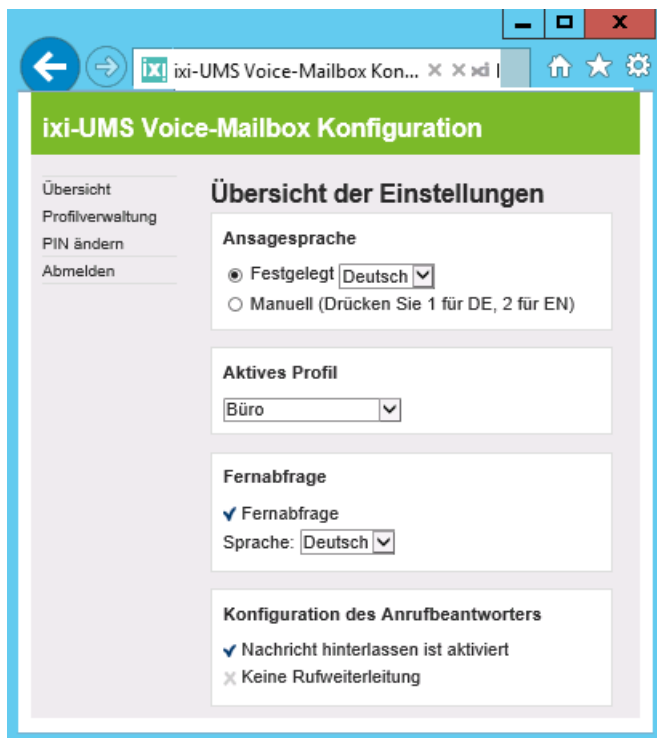 ixi ixi-UMS Voice-Mailbox Kon...
ixi-UMS Voice-Mailbox Konfiguration
Übersicht
Profilverwaltung
PIN ändern
Abmelden
Übersicht der Einstellungen
Ansagesprache
Festgelegt Deutsch
Manuell (Drücken Sie 1 für DE, 2 für EN)
Aktives Profil
Büro
Fernabfrage
Fernabfrage
Sprache: Deutsch
Konfiguration des Anrufbeantworters
Nachricht hinterlassen ist aktiviert
Keine Rufweiterleitung